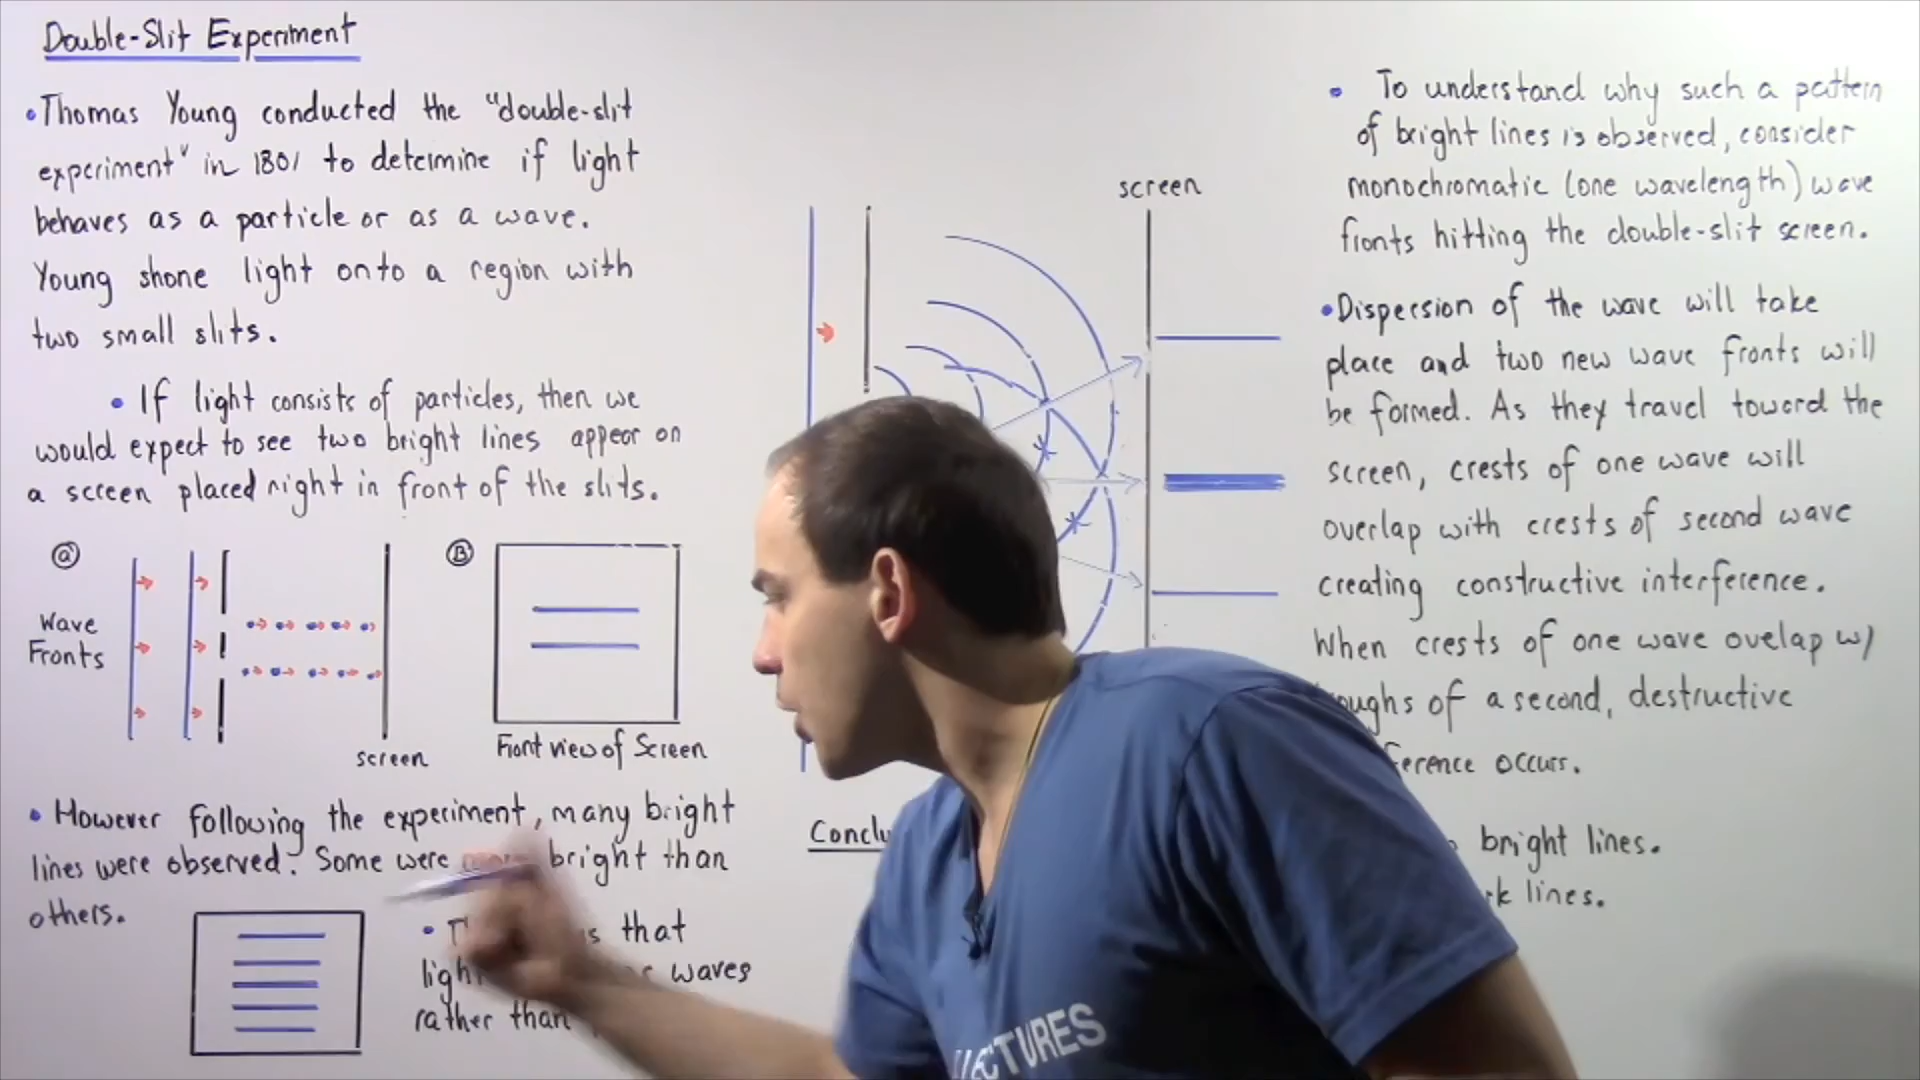 Double-Slit Experiment
•Thomas Young conducted the "double-slit
experiment" in 1801 to determine if light
behaves as a particle or as a wave.
Young shone light onto a region with
two small slits.
• If light consists of particles, then we
would expect to see two bright lines appear on
a screen placed right in front of the slits.
Ⓐ
Wave
Fronts
screen
Ⓑ
Front view of Screen
• However following the experiment, many bright
lines were observed. Some were more bright than
others.
• that
waves
rather than
screen
• To understand why such a pattern
of bright lines is observed, consider
monochromatic (one wavelength) wave
fronts hitting the double-slit screen.
•Dispersion of the wave will take
place and two new wave fronts will
be formed. As they travel toward the
screen, crests of one wave will
overlap with crests of second wave
creating constructive interference.
When crests of one wave ovelap w/
oughs of a second, destructive
ference occurs.
Conclu
bright lines.
k lines.
LECTURES